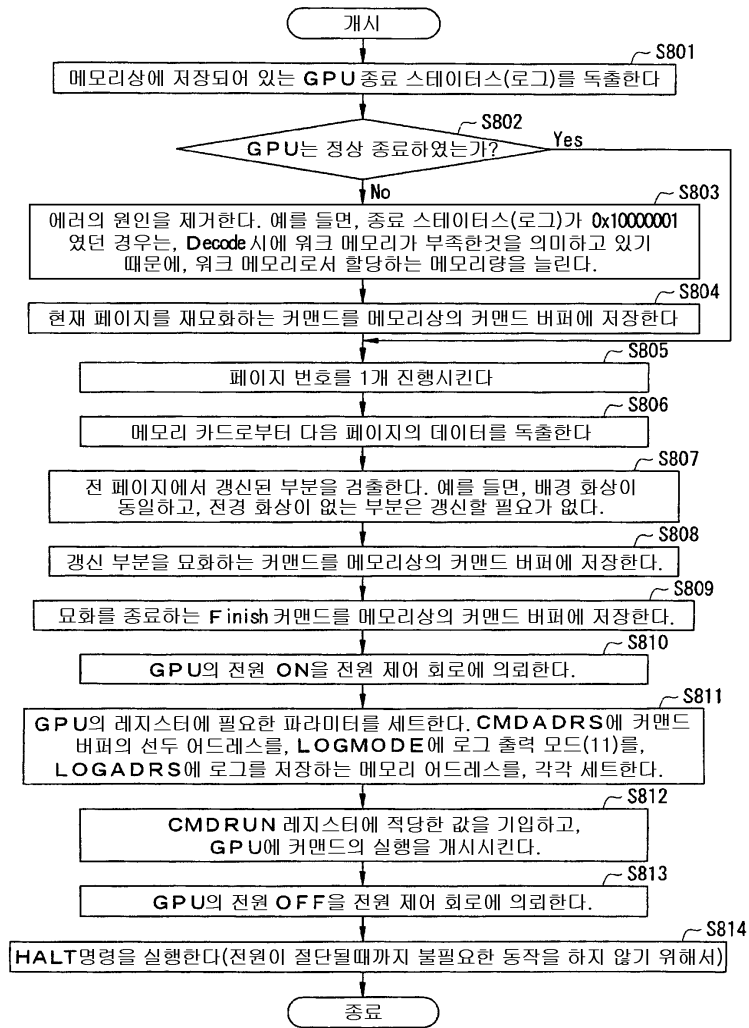 개시
S801
메모리상에 저장되어 있는 GPU 종료 스테이터스(로그)를 독출한다
S802
GPU는 정상 종료하였는가?
Yes
No
S803
에러의 원인을 제거한다. 예를 들면, 종료 스테이터스(로그)가 0x10000001
였던 경우는, Decode시에 워크 메모리가 부족한것을 의미하고 있기
때문에, 워크 메모리로서 할당하는 메모리량을 늘린다.
S804
현재 페이지를 재묘화하는 커맨드를 메모리상의 커맨드 버퍼에 저장한다
S805
페이지 번호를 1개 진행시킨다
S806
메모리 카드로부터 다음 페이지의 데이터를 독출한다
S807
전 페이지에서 갱신된 부분을 검출한다. 예를 들면, 배경 화상이
동일하고, 전경 화상이 없는 부분은 갱신할 필요가 없다.
S808
갱신 부분을 묘화하는 커맨드를 메모리상의 커맨드 버퍼에 저장한다.
S809
묘화를 종료하는 Finish 커맨드를 메모리상의 커맨드 버퍼에 저장한다.
S810
GPU의 전원 ON을 전원 제어 회로에 의뢰한다.
S811
GPU의 레지스터에 필요한 파라미터를 세트한다. CMDADRS에 커맨드
버퍼의 선두 어드레스를, LOGMODE에 로그 출력 모드(11)를,
LOGADRS에 로그를 저장하는 메모리 어드레스를, 각각 세트한다.
S812
CMDRUN 레지스터에 적당한 값을 기입하고,
GPU에 커맨드의 실행을 개시시킨다.
S813
GPU의 전원 OFF을 전원 제어 회로에 의뢰한다.
S814
HALT명령을 실행한다(전원이 절단될때까지 불필요한 동작을 하지 않기 위해서)
종료